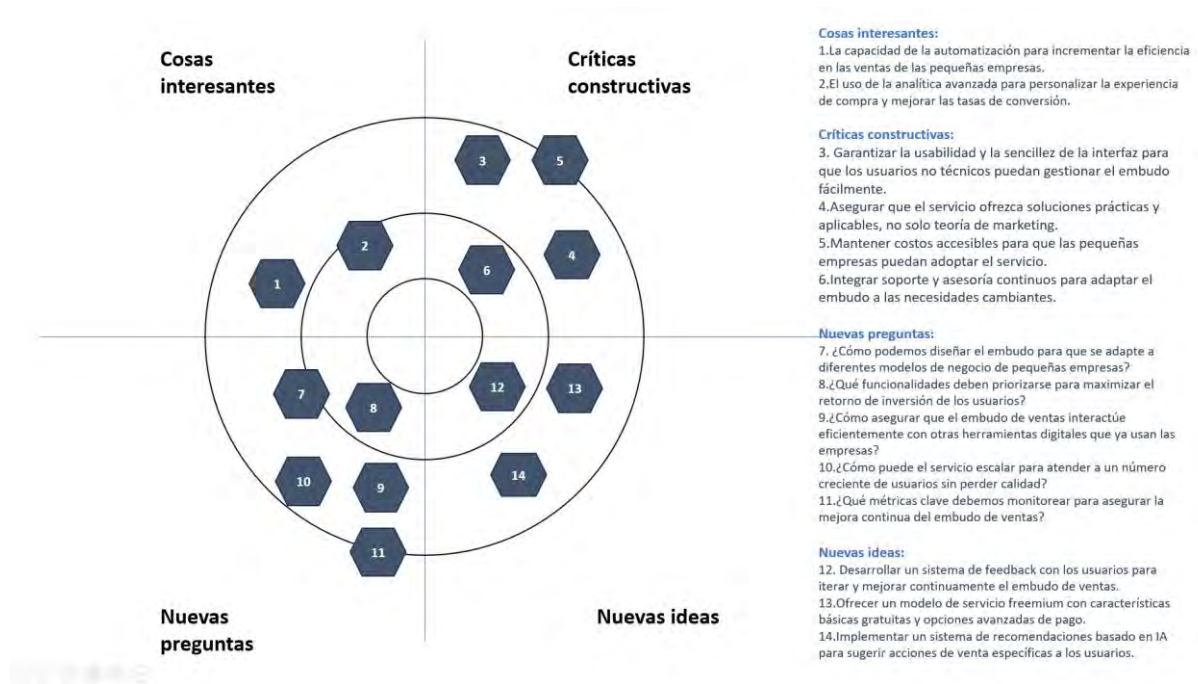 Cosas
interesantes
Críticas
constructivas
3
5
2
4
6
1
7
8
12
13
10
9
14
11
Nuevas
preguntas
Nuevas ideas
Cosas interesantes:
1.La capacidad de la automatización para incrementar la eficiencia
en las ventas de las pequeñas empresas.
2.El uso de la analítica avanzada para personalizar la experiencia
de compra y mejorar las tasas de conversión.
Críticas constructivas:
3. Garantizar la usabilidad y la sencillez de la interfaz para
que los usuarios no técnicos puedan gestionar el embudo
fácilmente.
4.Asegurar que el servicio ofrezca soluciones prácticas y
aplicables, no solo teoría de marketing.
5.Mantener costos accesibles para que las pequeñas
empresas puedan adoptar el servicio.
6.Integrar soporte y asesoría continuos para adaptar el
embudo a las necesidades cambiantes.
Nuevas preguntas:
7. ¿Cómo podemos diseñar el embudo para que se adapte a
diferentes modelos de negocio de pequeñas empresas?
8.¿Qué funcionalidades deben priorizarse para maximizar el
retorno de inversión de los usuarios?
9.¿Cómo asegurar que el embudo de ventas interactúe
eficientemente con otras herramientas digitales que ya usan las
empresas?
10.¿Cómo puede el servicio escalar para atender a un número
creciente de usuarios sin perder calidad?
11.¿Qué métricas clave debemos monitorear para asegurar la
mejora continua del embudo de ventas?
Nuevas ideas:
12. Desarrollar un sistema de feedback con los usuarios para
iterar y mejorar continuamente el embudo de ventas.
13.Ofrecer un modelo de servicio freemium con características
básicas gratuitas y opciones avanzadas de pago.
14.Implementar un sistema de recomendaciones basado en IA
para sugerir acciones de venta específicas a los usuarios.